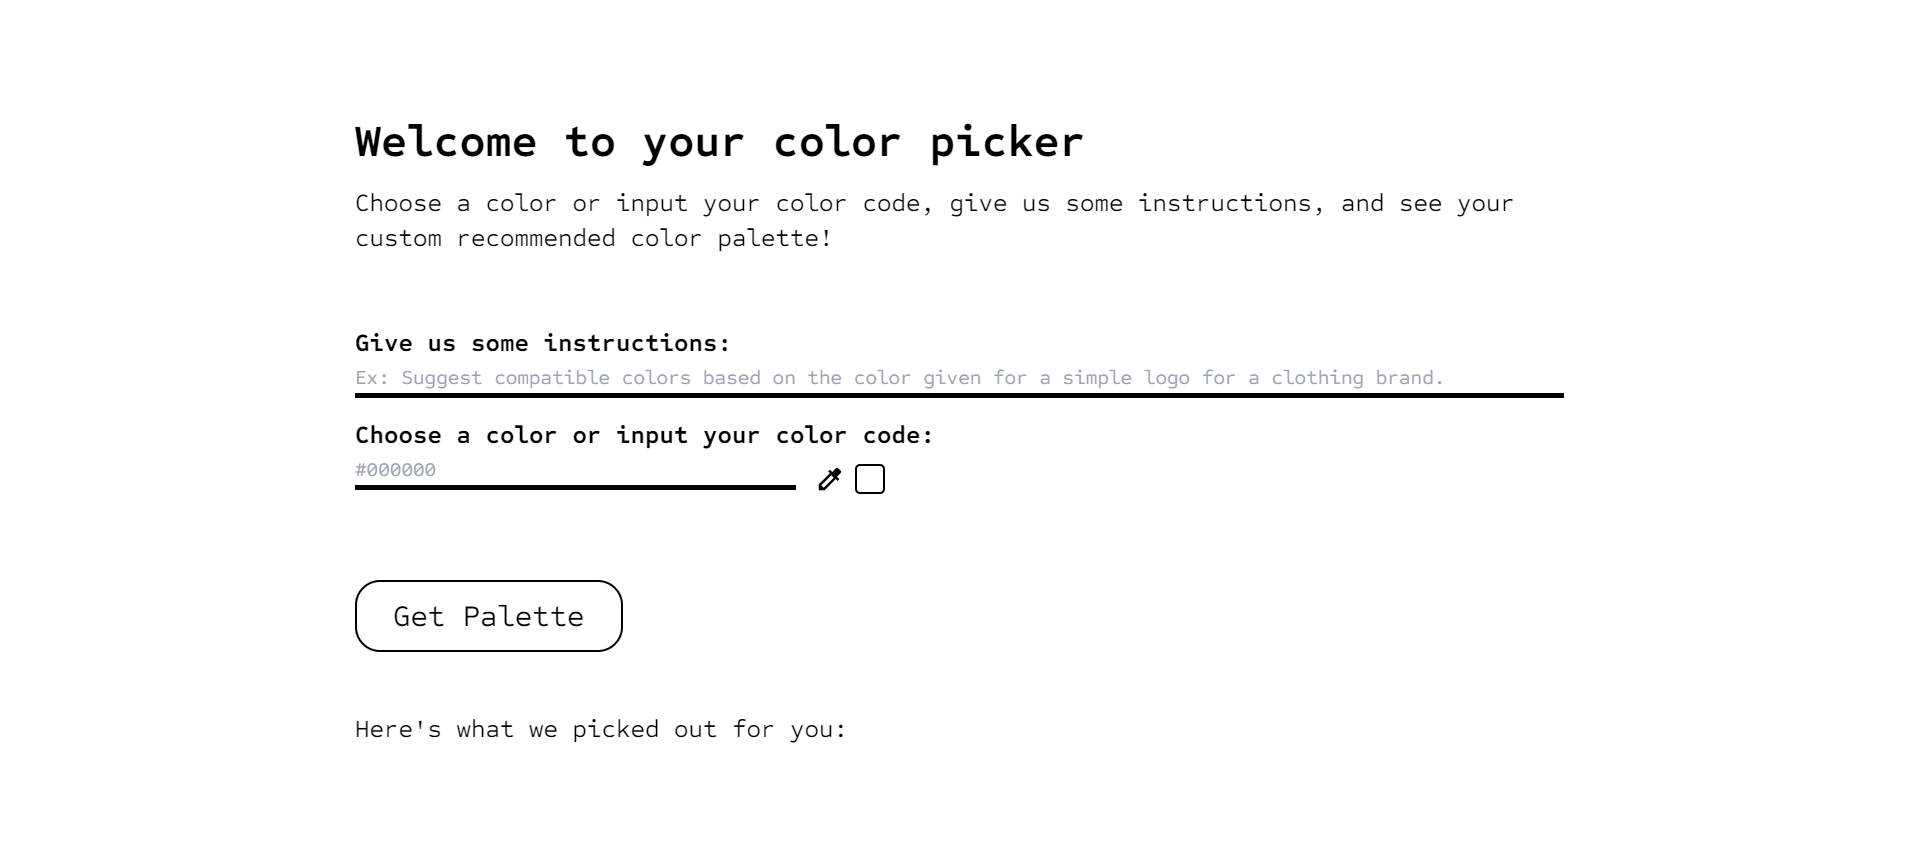 Welcome to your color picker
Choose a color or input your color code, give us some instructions, and see your
custom recommended color palette!
Give us some instructions:
Ex: Suggest compatible colors based on the color given for a simple logo for a clothing brand.
Choose a color or input your color code:
#000000
Get Palette
Here's what we picked out for you: